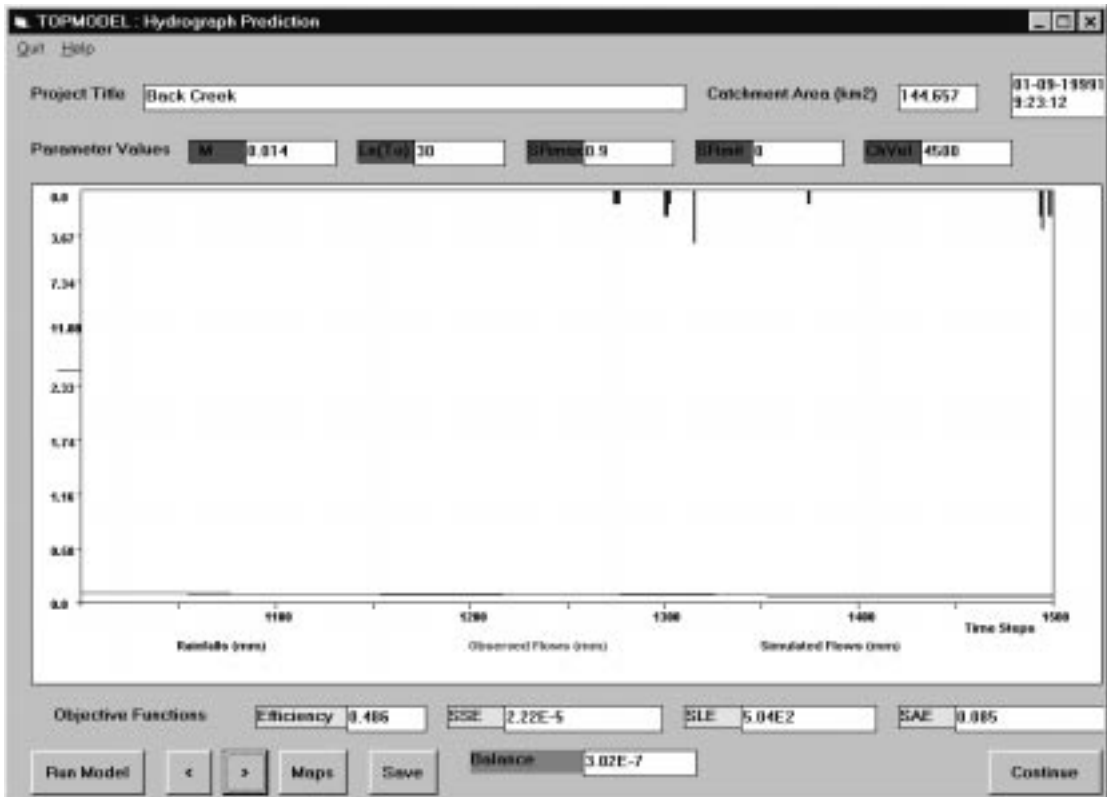 TOPMODEL : Hydrograph Prediction
Quit Help
Project Title Back Creek Catchment Area (km2) 144.657 01-09-19991 9:23:12
Parameter Values M 0.014 Ln(To) 30 SRmax 0.9 SRinit 0 ChVel 4500
0.0
3.67
7.34
11.00
2.33
1.74
1.16
0.58
0.0
1100 1200 1300 1400 1500
Time Steps
Rainfalls (mm) Observed Flows (mm) Simulated Flows (mm)
Objective Functions Efficiency 0.486 SSE 2.22E-5 SLE 5.04E2 SAE 0.085
Run Model < > Maps Save Balance 3.02E-7 Continue